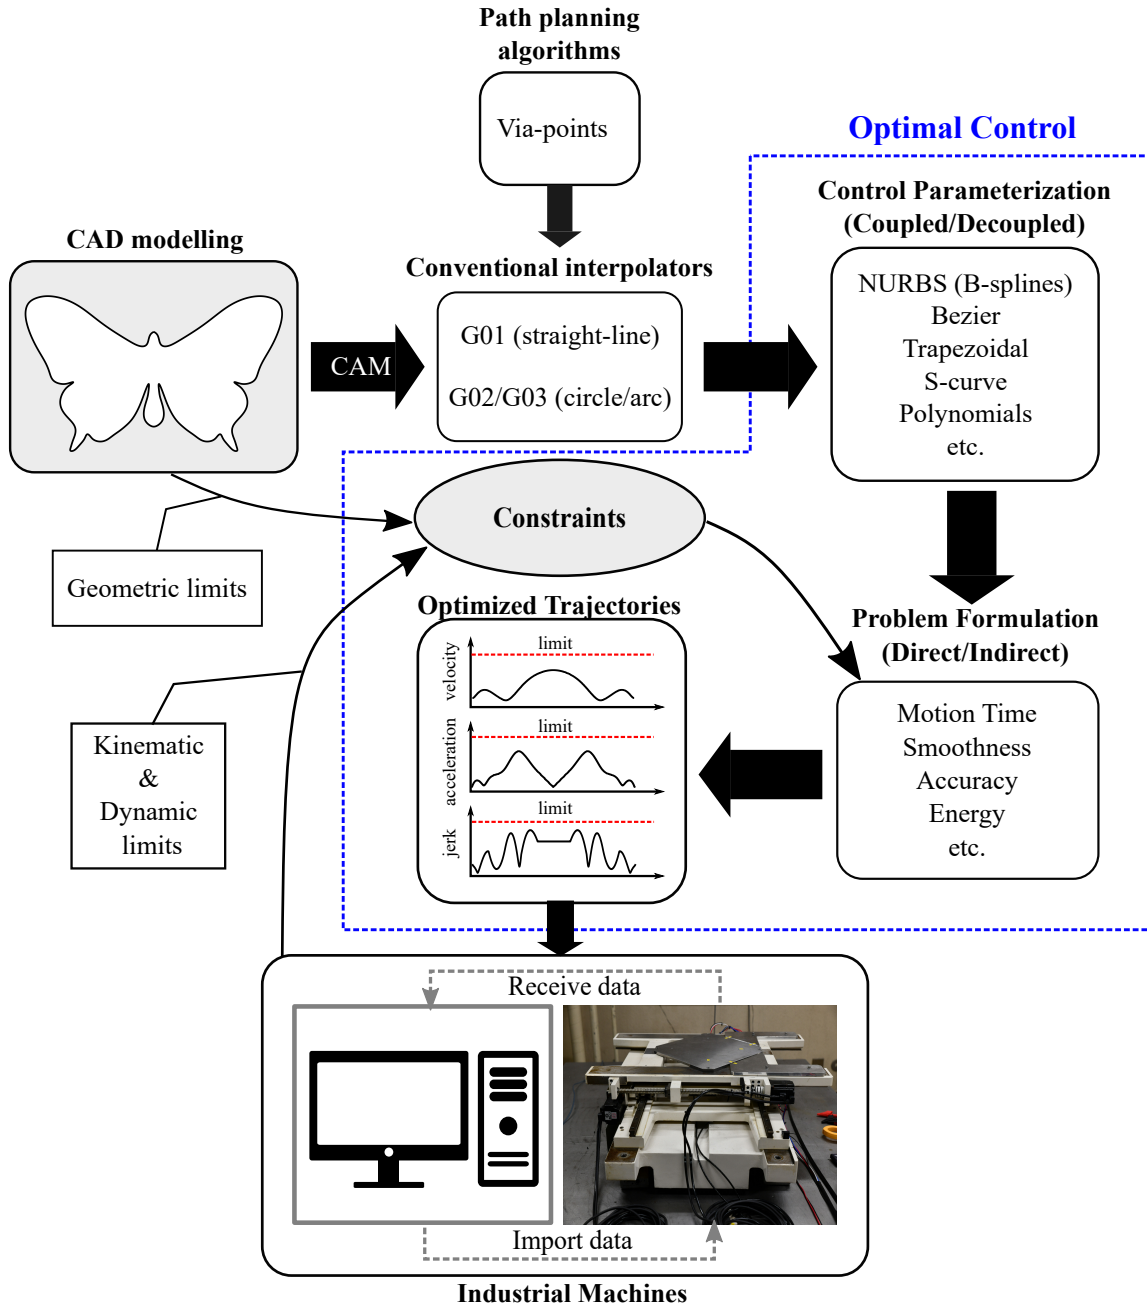 Path planning
algorithms
Via-points
Optimal Control
Control Parameterization
(Coupled/Decoupled)
NURBS (B-splines)
Bezier
Trapezoidal
S-curve
Polynomials
etc.
CAD modelling
CAM
Conventional interpolators
G01 (straight-line)
G02/G03 (circle/arc)
Constraints
Geometric limits
Kinematic
&
Dynamic
limits
Problem Formulation
(Direct/Indirect)
Motion Time
Smoothness
Accuracy
Energy
etc.
Optimized Trajectories
limit
velocity
limit
acceleration
limit
jerk
Receive data
Import data
Industrial Machines